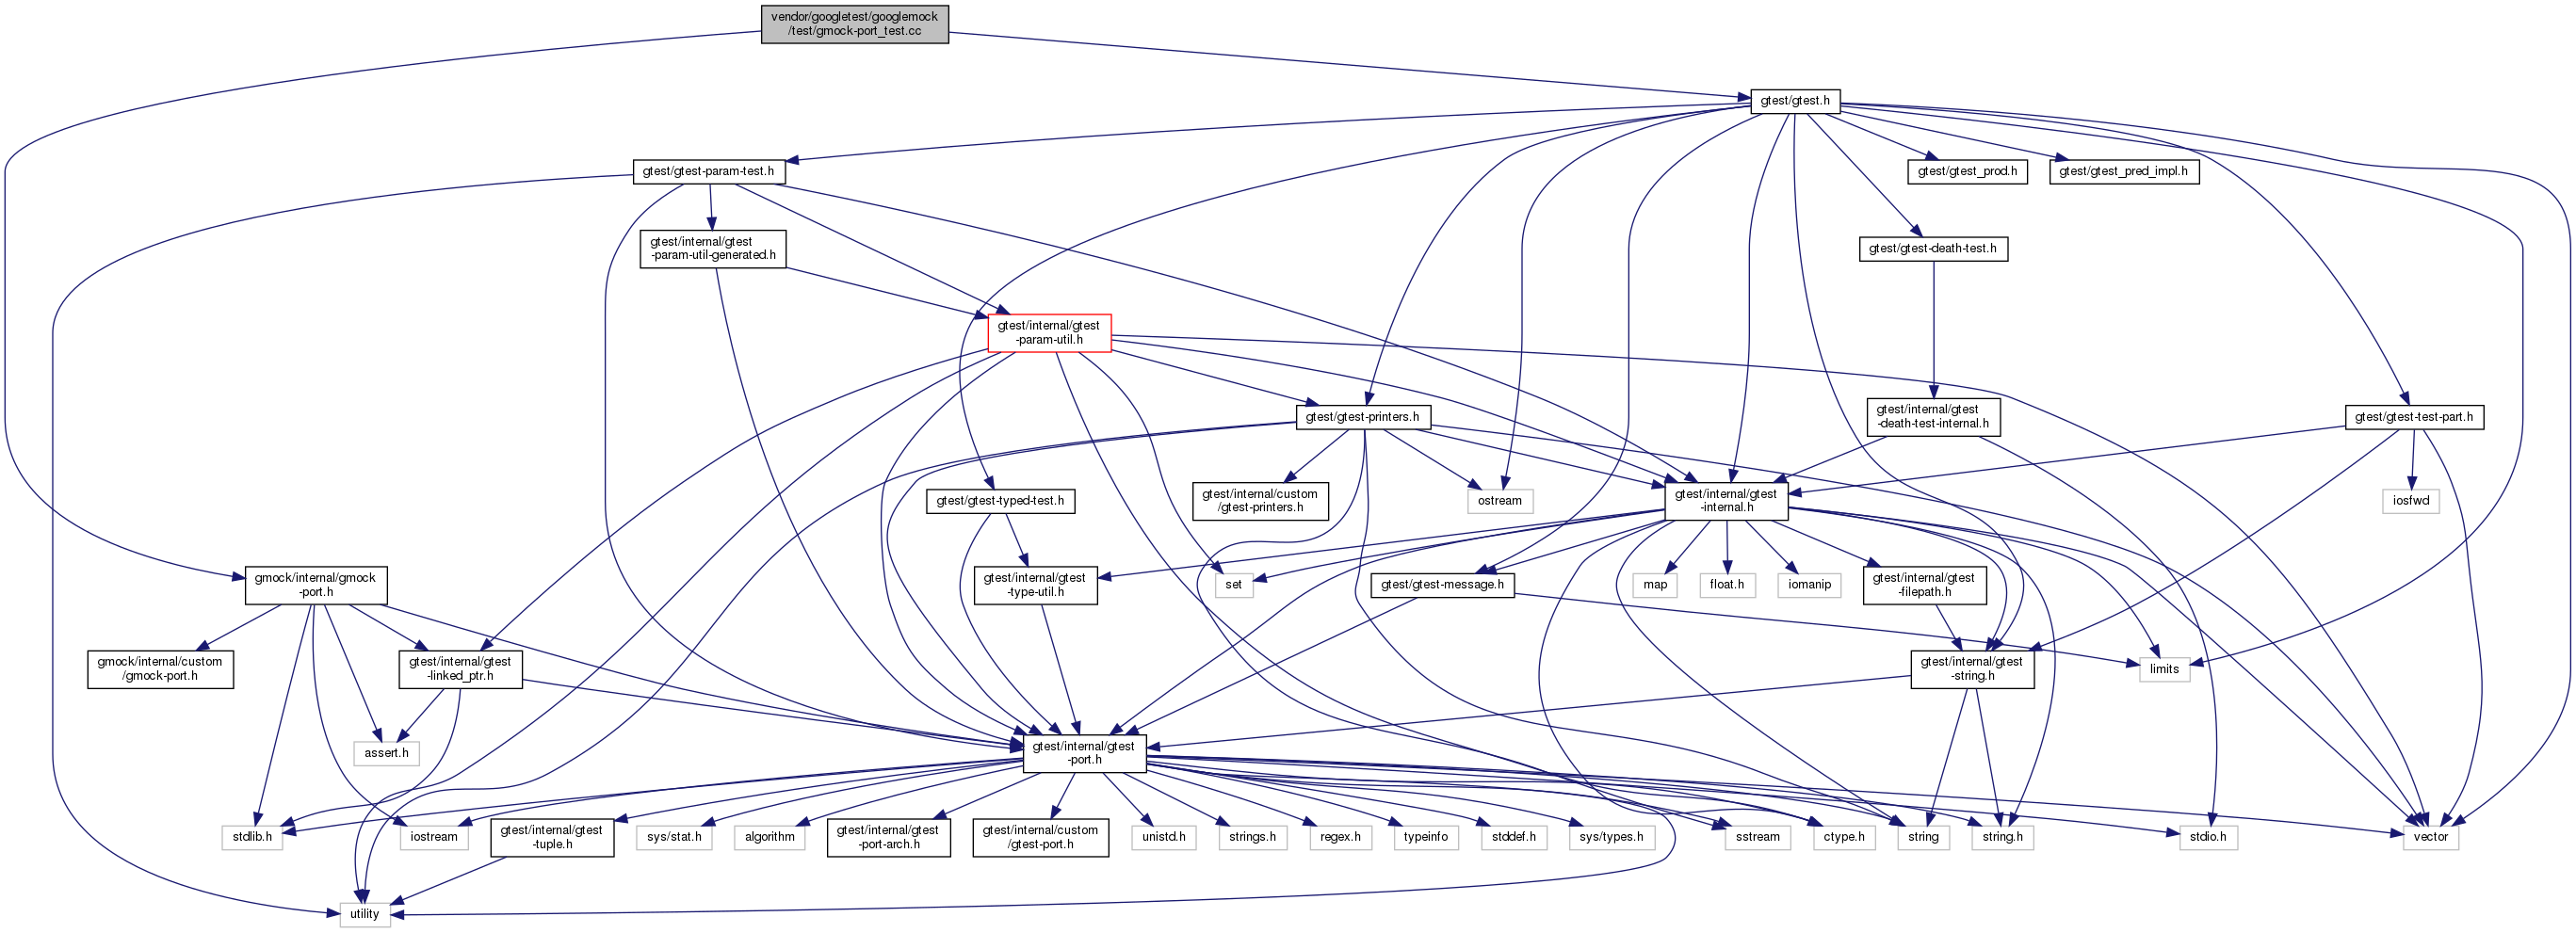 vendor/googletest/googlemock
/test/gmock-port_test.cc
gtest/gtest.h
gtest/gtest-param-test.h
gtest/gtest_prod.h
gtest/gtest_pred_impl.h
gtest/internal/gtest
-param-util-generated.h
gtest/gtest-death-test.h
gtest/internal/gtest
-param-util.h
gtest/gtest-printers.h
gtest/internal/gtest
-death-test-internal.h
gtest/gtest-test-part.h
gtest/gtest-typed-test.h
gtest/internal/custom
/gtest-printers.h
ostream
gtest/internal/gtest
-internal.h
iosfwd
gmock/internal/gmock
-port.h
gtest/internal/gtest
-type-util.h
set
gtest/gtest-message.h
map
float.h
iomanip
gtest/internal/gtest
-filepath.h
gmock/internal/custom
/gmock-port.h
gtest/internal/gtest
-linked_ptr.h
gtest/internal/gtest
-string.h
limits
assert.h
gtest/internal/gtest
-port.h
stdlib.h
iostream
gtest/internal/gtest
-tuple.h
sys/stat.h
algorithm
gtest/internal/gtest
-port-arch.h
gtest/internal/custom
/gtest-port.h
unistd.h
strings.h
regex.h
typeinfo
stddef.h
sys/types.h
sstream
ctype.h
string
string.h
stdio.h
vector
utility